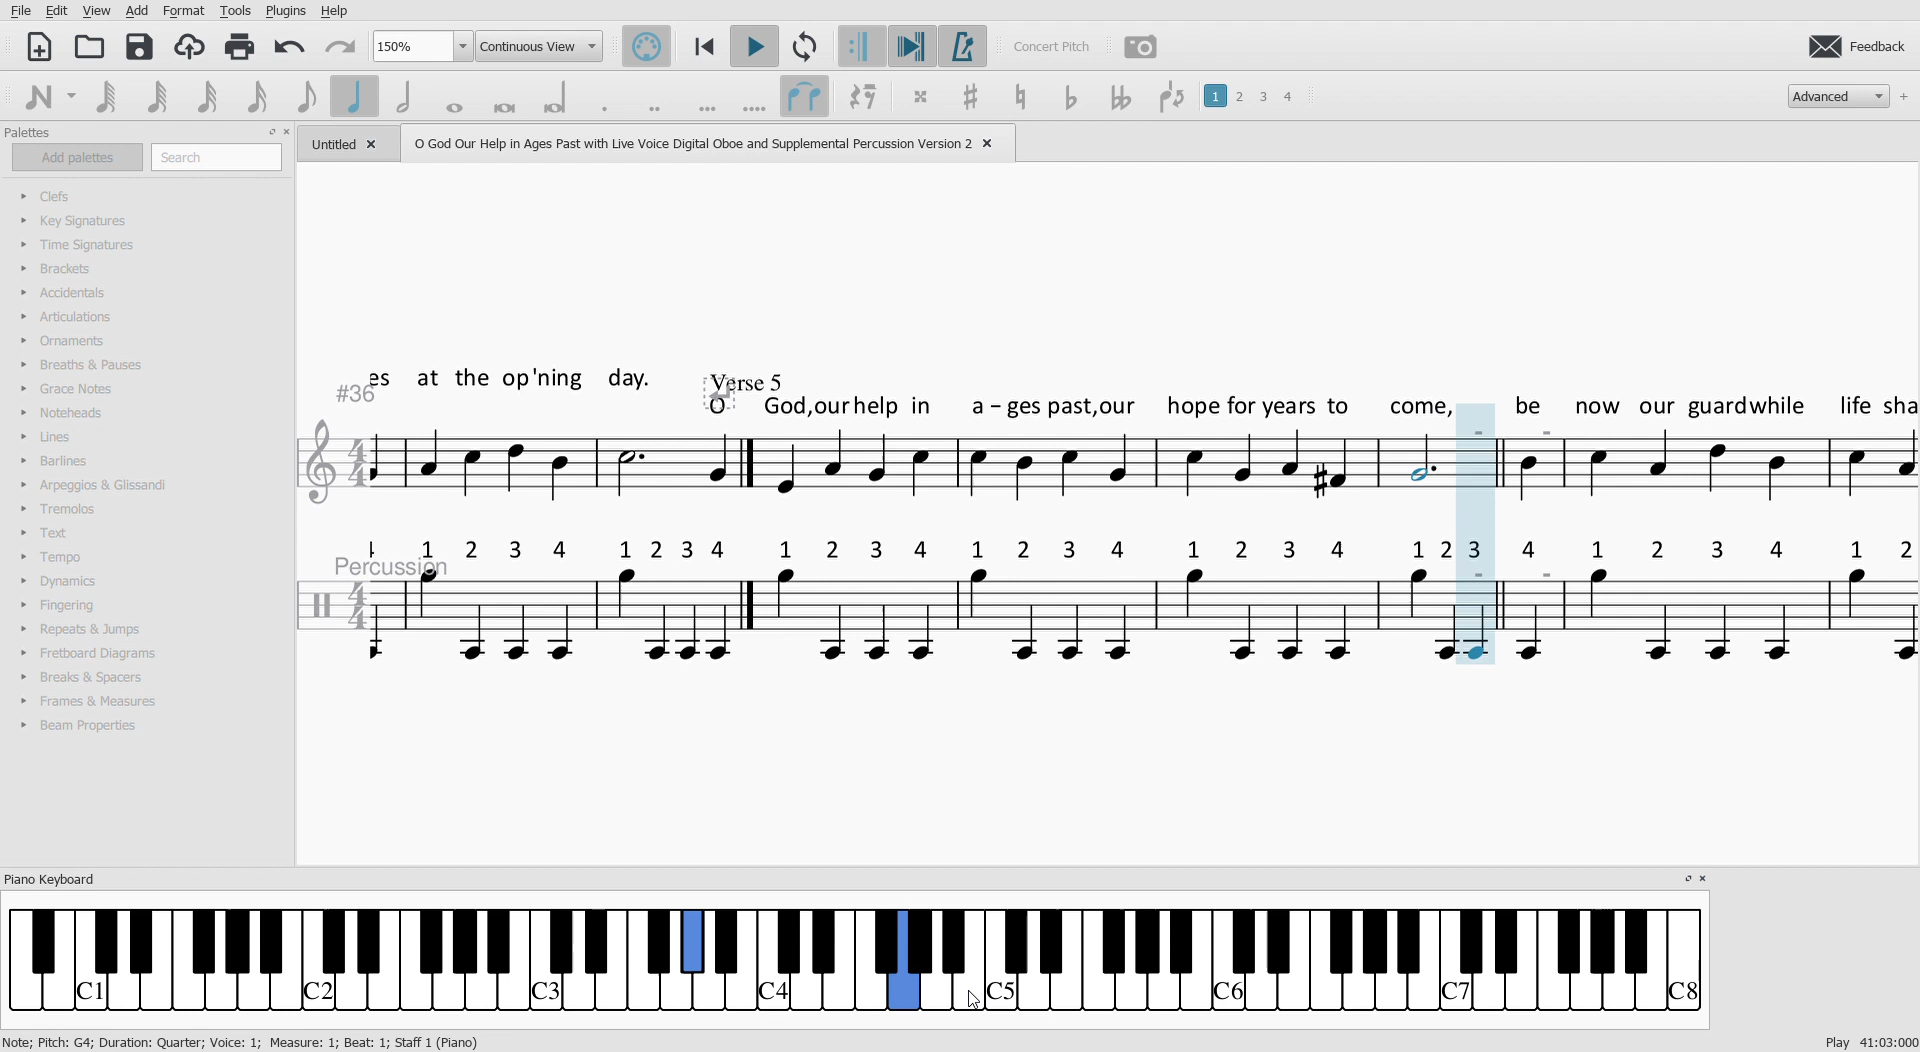 File Edit View Add Format Tools Plugins Help
150% Continuous View Concert Pitch Feedback
1 2 3 4 Advanced +
Palettes
Add palettes Search
Untitled O God Our Help in Ages Past with Live Voice Digital Oboe and Supplemental Percussion Version 2
Clefs
Key Signatures
Time Signatures
Brackets
Accidentals
Articulations
Ornaments
Breaths & Pauses
Grace Notes
Noteheads
Lines
Barlines
Arpeggios & Glissandi
Tremolos
Text
Tempo
Dynamics
Fingering
Repeats & Jumps
Fretboard Diagrams
Breaks & Spacers
Frames & Measures
Beam Properties
es at the op'ning day. Verse 5
#36
O God, our help in a - ges past, our hope for years to come, be now our guard while life sha
4 4
4 1 2 3 4 1 2 3 4 1 2 3 4 1 2 3 4 1 2 3 4 1 2 3 4 1 2 3 4 1 2
Percussion
4 4
Piano Keyboard
C1 C2 C3 C4 C5 C6 C7 C8
Note; Pitch: G4; Duration: Quarter; Voice: 1; Measure: 1; Beat: 1; Staff 1 (Piano) Play 41:03:000